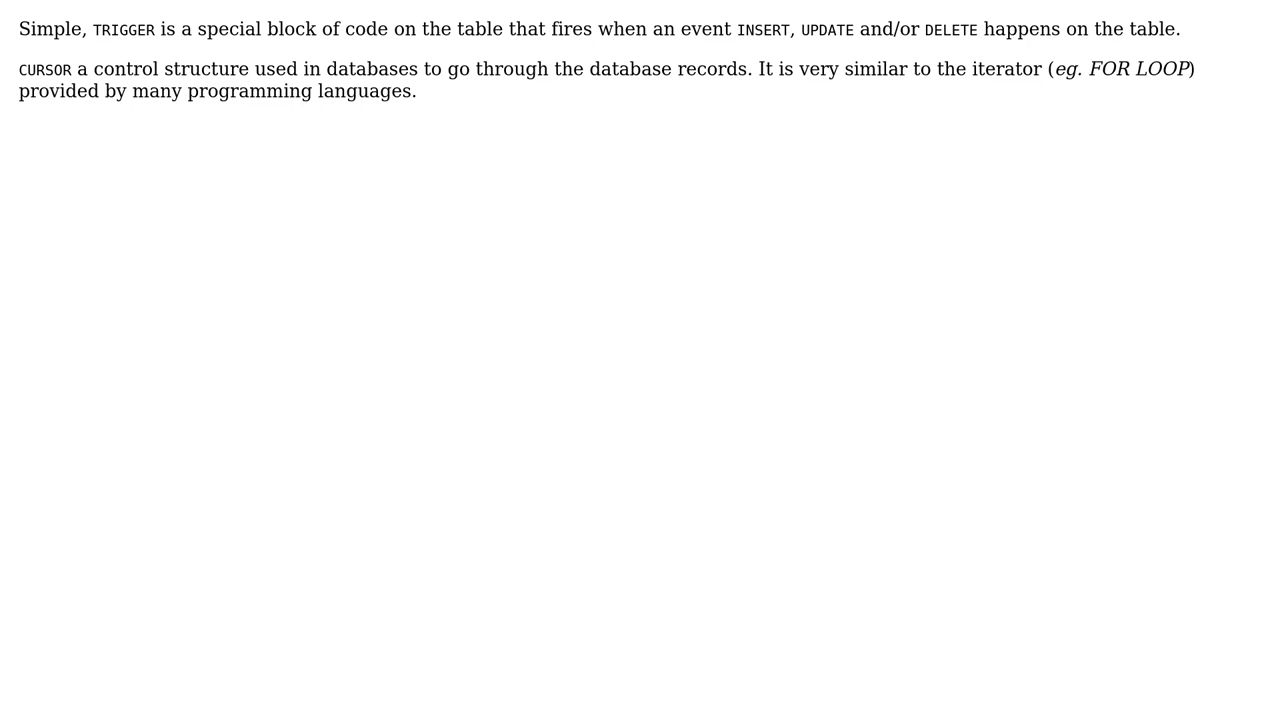 Simple, TRIGGER is a special block of code on the table that fires when an event INSERT, UPDATE and/or DELETE happens on the table.
CURSOR a control structure used in databases to go through the database records. It is very similar to the iterator (eg. FOR LOOP)
provided by many programming languages.